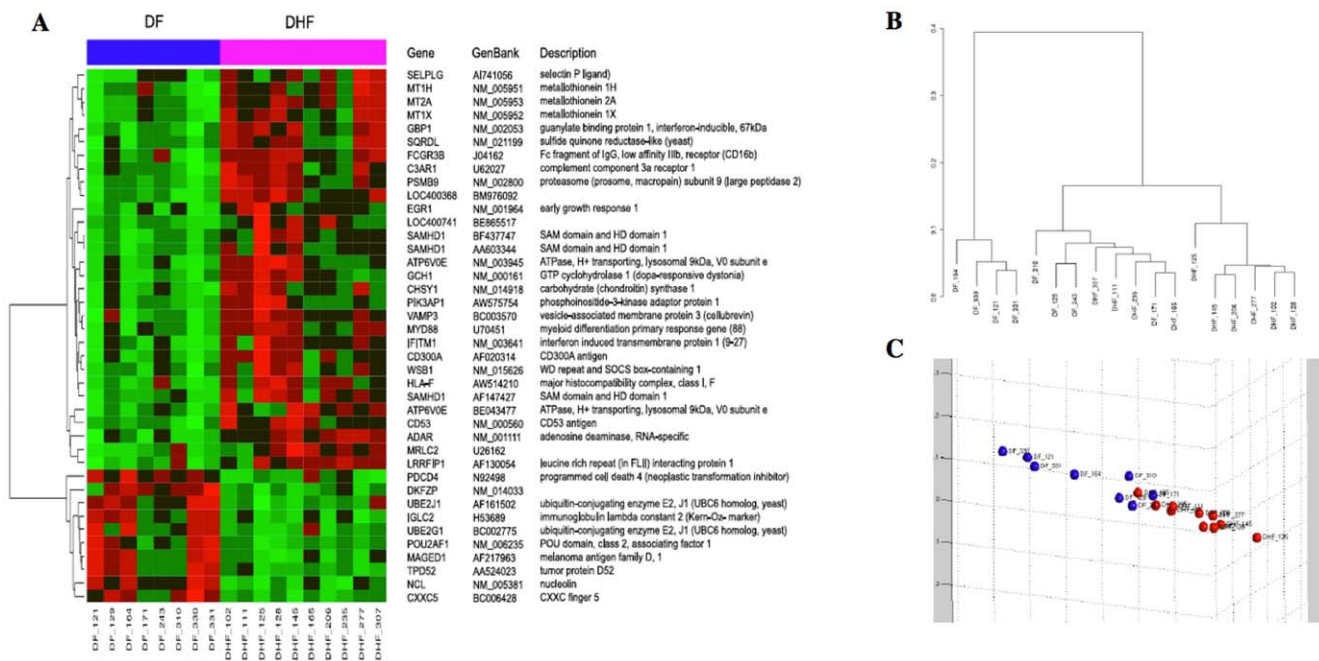 A
DF DHF
Gene GenBank Description
SELPLG AI741056 selectin P ligand)
MT1H NM_005951 metallothionein 1H
MT2A NM_005953 metallothionein 2A
MT1X NM_005952 metallothionein 1X
GBP1 NM_002053 guanylate binding protein 1, interferon-inducible, 67kDa
SQRDL NM_021199 sulfide quinone reductase-like (yeast)
FCGR3B J04162 Fc fragment of IgG, low affinity IIIb, receptor (CD16b)
C3AR1 U62027 complement component 3a receptor 1
PSMB9 NM_002800 proteasome (prosome, macropain) subunit 9 (large peptidase 2)
LOC400368 BM976092
EGR1 NM_001964 early growth response 1
LOC400741 BE865517
SAMHD1 BF437747 SAM domain and HD domain 1
SAMHD1 AA603344 SAM domain and HD domain 1
ATP6V0E NM_003945 ATPase, H+ transporting, lysosomal 9kDa, V0 subunit e
GCH1 NM_000161 GTP cyclohydrolase 1 (dopa-responsive dystonia)
CHSY1 NM_014918 carbohydrate (chondroitin) synthase 1
PIK3AP1 AW575754 phosphoinositide-3-kinase adaptor protein 1
VAMP3 BC003570 vesicle-associated membrane protein 3 (cellubrevin)
MYD88 U70451 myeloid differentiation primary response gene (88)
IFITM1 NM_003641 interferon induced transmembrane protein 1 (9-27)
CD300A AF020314 CD300A antigen
WSB1 NM_015626 WD repeat and SOCS box-containing 1
HLA-F AW514210 major histocompatibility complex, class I, F
SAMHD1 AF147427 SAM domain and HD domain 1
ATP6V0E BE043477 ATPase, H+ transporting, lysosomal 9kDa, V0 subunit e
CD53 NM_000560 CD53 antigen
ADAR NM_001111 adenosine deaminase, RNA-specific
MRLC2 U26162
LRRFIP1 AF130054 leucine rich repeat (in FLII) interacting protein 1
PDCD4 N92498 programmed cell death 4 (neoplastic transformation inhibitor)
DKFZP NM_014033
UBE2J1 AF161502 ubiquitin-conjugating enzyme E2, J1 (UBC6 homolog, yeast)
IGLC2 H53689 immunoglobulin lambda constant 2 (Kern-Oz- marker)
UBE2G1 BC002775 ubiquitin-conjugating enzyme E2, J1 (UBC6 homolog, yeast)
POU2AF1 NM_006235 POU domain, class 2, associating factor 1
MAGED1 AF217963 melanoma antigen family D, 1
TPD52 AA524023 tumor protein D52
NCL NM_005381 nucleolin
CXXC5 BC006428 CXXC finger 5
DF_121 DF_129 DF_164 DF_171 DF_243 DF_310 DF_330 DF_331 DHF_102 DHF_111 DHF_125 DHF_128 DHF_145 DHF_165 DHF_206 DHF_235 DHF_277 DHF_307
B
0.4
0.3
0.2
0.1
0.0
DF_164 DF_121 DF_331 DF_310 DF_243 DHF_307 DHF_111 DF_171 DHF_125 DHF_206 DHF_277 DHF_102 DHF_128
C
DF_121
DF_331
DF_164
DF_310
DF_171